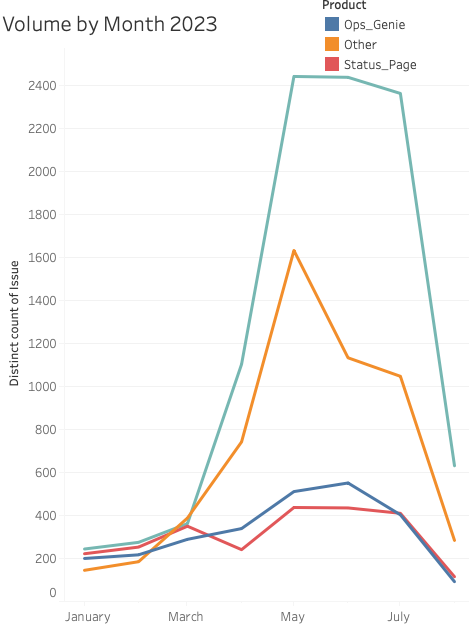 Product
Volume by Month 2023
Ops_Genie
Other
Status_Page
Distinct count of Issue
2400
2200
2000
1800
1600
1400
1200
1000
800
600
400
200
0
January
March
May
July